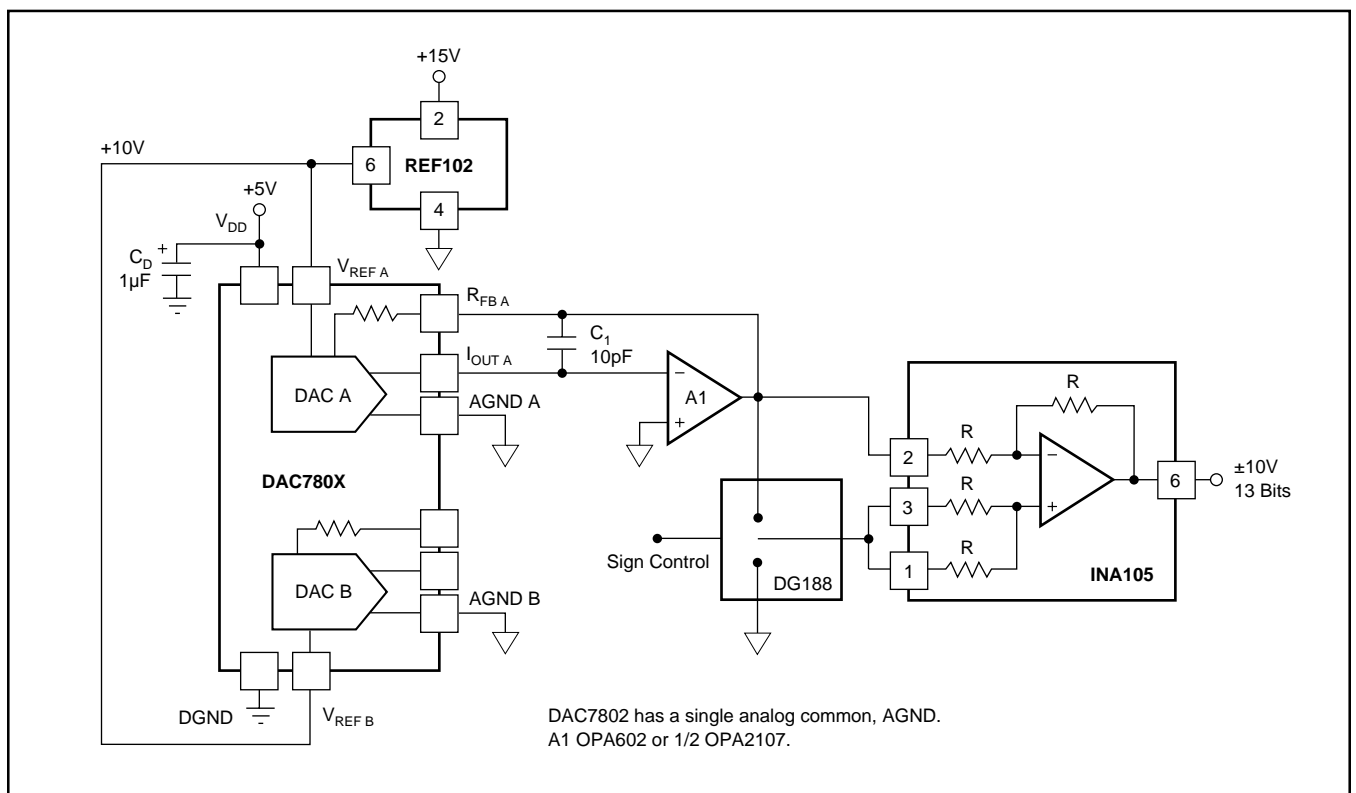 +15V
2
+10V
6
REF102
+5V
4
V_DD
C_D
+
1µF
V_REF A
R_FB A
C_1
10pF
I_OUT A
DAC A
AGND A
−
A1
+
R
2
R
−
3
R
+
6
±10V
13 Bits
1
R
INA105
DAC780X
Sign Control
DG188
DAC B
AGND B
DGND
V_REF B
DAC7802 has a single analog common, AGND.
A1 OPA602 or 1/2 OPA2107.